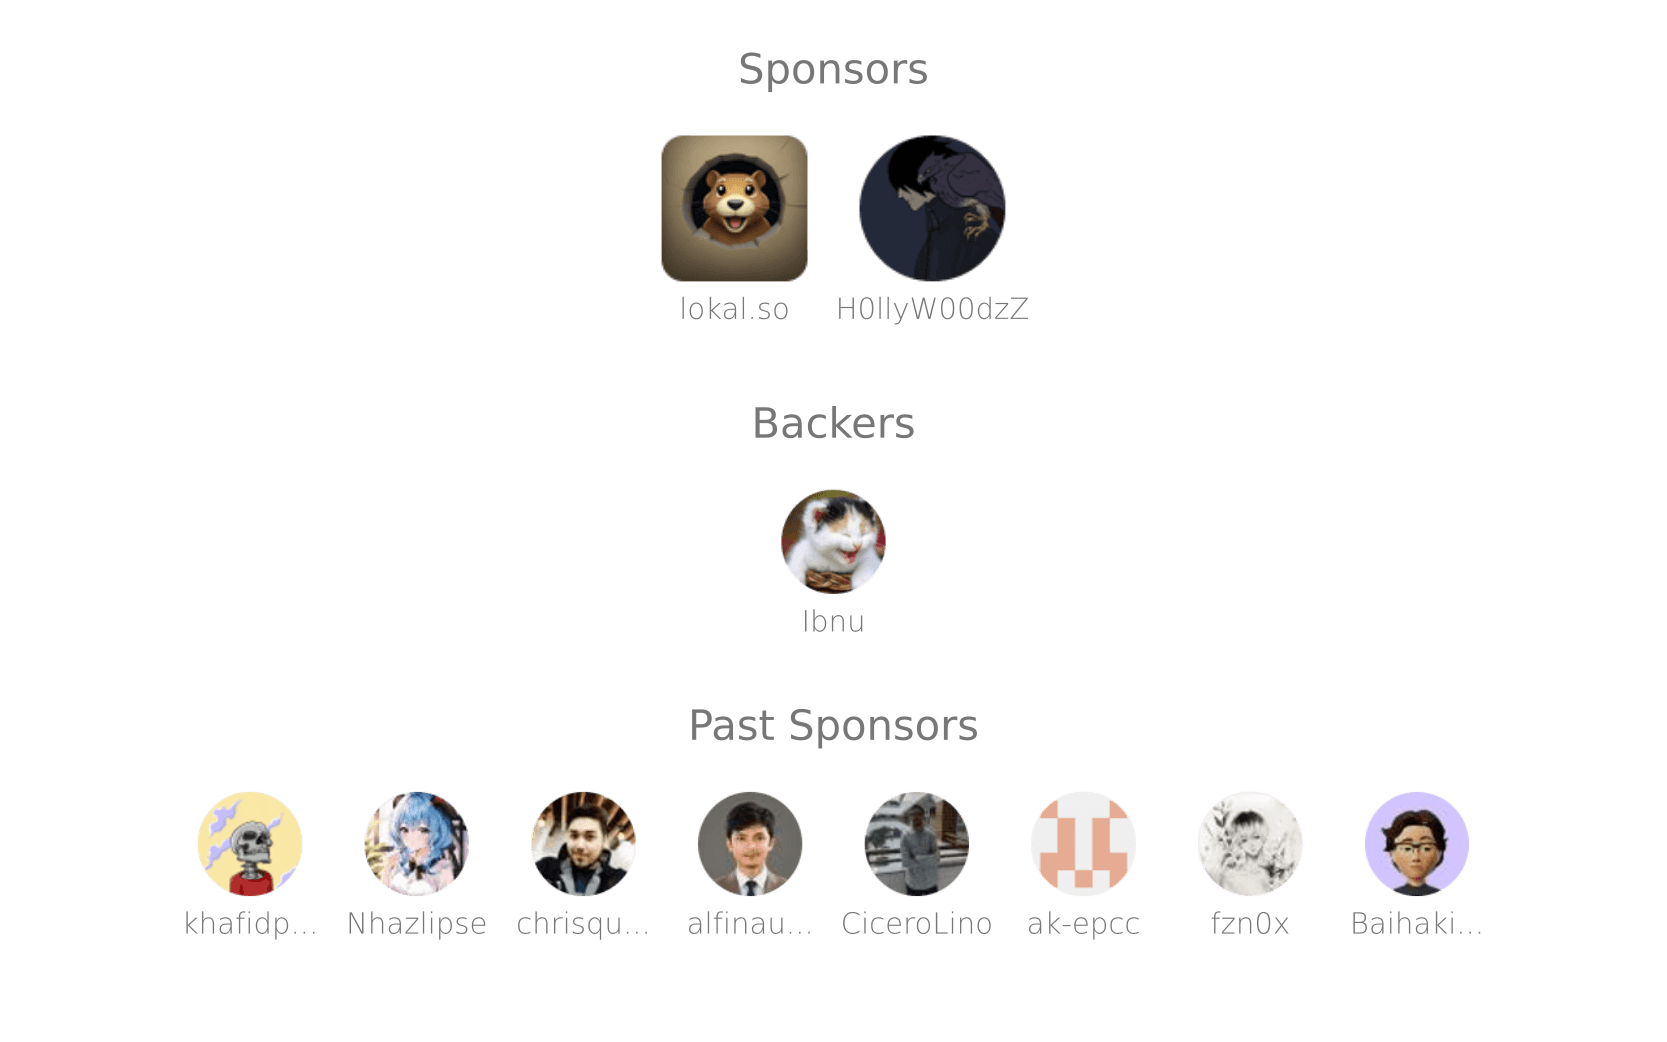 Sponsors
lokal.so H0llyW00dzZ
Backers
Ibnu
Past Sponsors
khafidp... Nhazlipse chrisqu... alfinau... CiceroLino ak-epcc fzn0x Baihaki...